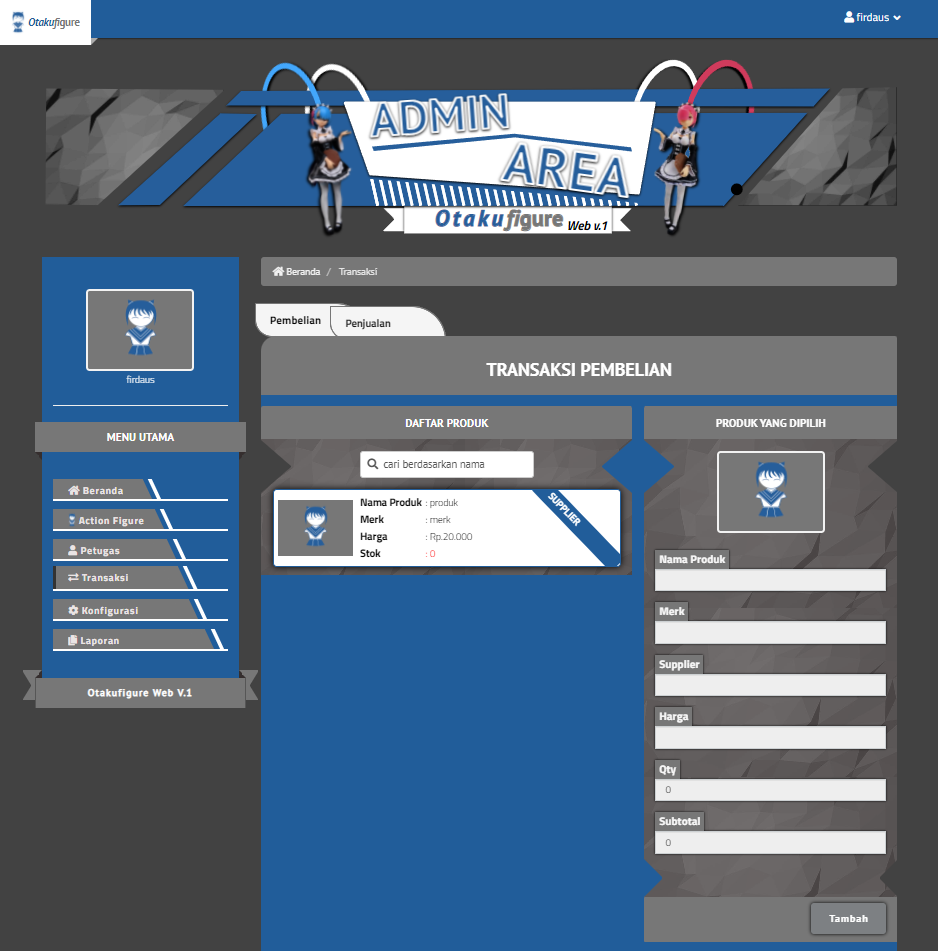 Otakufigure
firdaus
ADMIN
AREA
Otakufigure Web v.1
firdaus
MENU UTAMA
Beranda
Action Figure
Petugas
Transaksi
Konfigurasi
Laporan
Otakufigure Web V.1
Beranda / Transaksi
Pembelian Penjualan
TRANSAKSI PEMBELIAN
DAFTAR PRODUK
cari berdasarkan nama
Nama Produk : produk
Merk : merk
Harga : Rp.20.000
Stok : 0
SUPPLIER
PRODUK YANG DIPILIH
Nama Produk
Merk
Supplier
Harga
Qty
0
Subtotal
0
Tambah